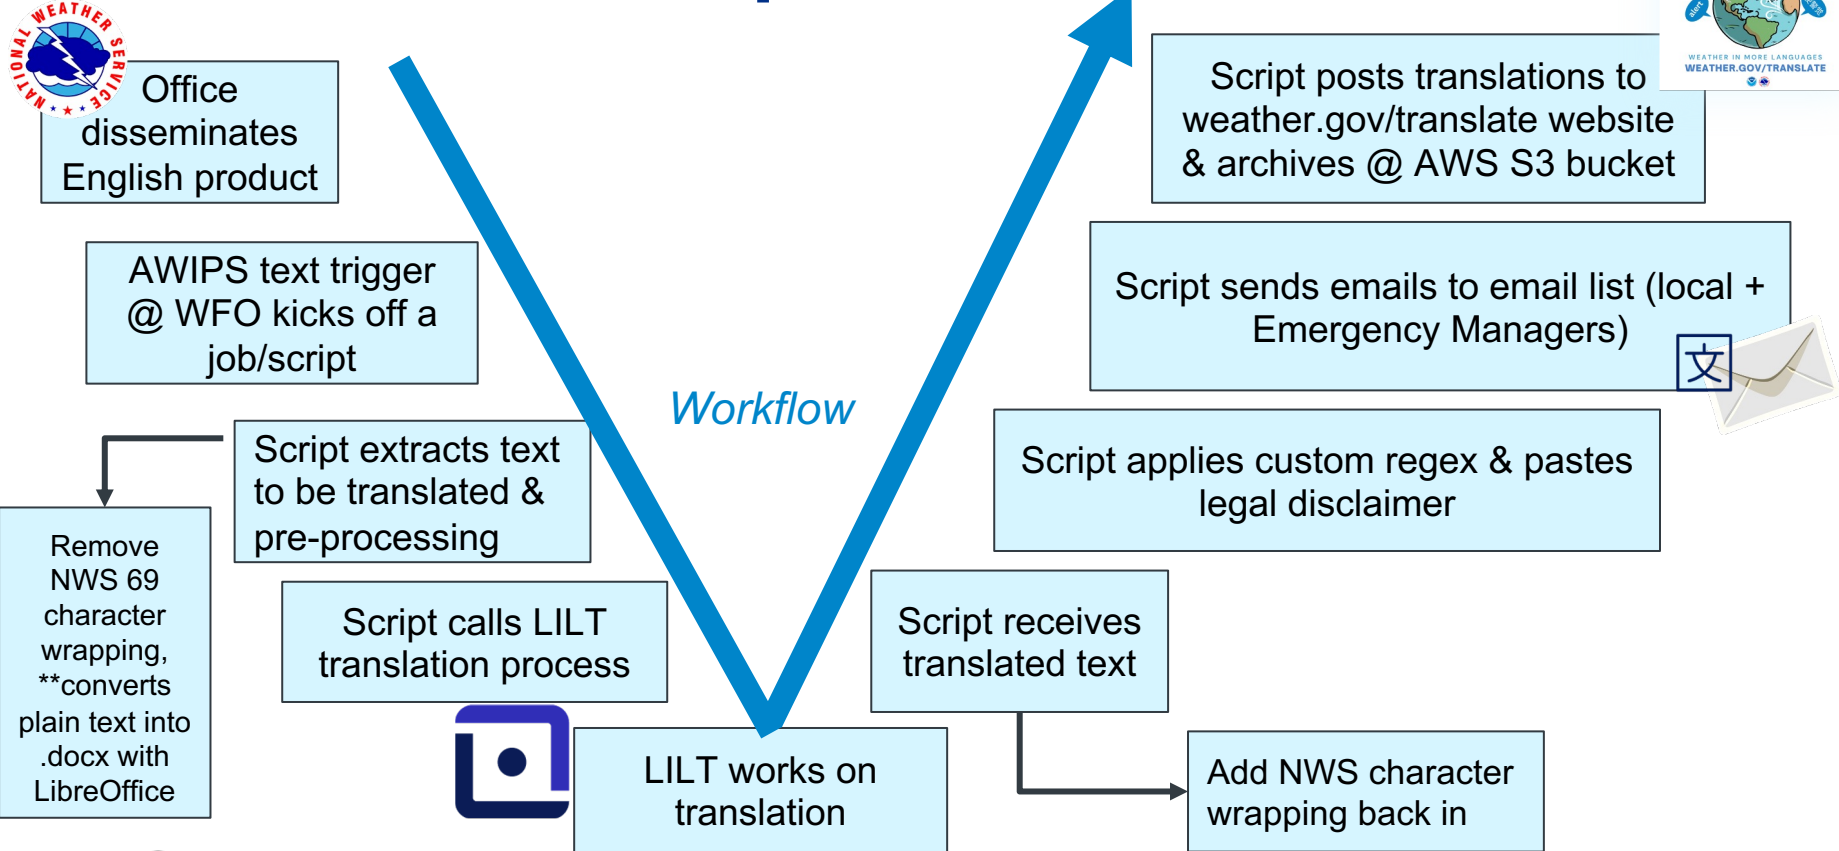 NATIONAL WEATHER SERVICE
Office
disseminates
English product
AWIPS text trigger
@ WFO kicks off a
job/script
Script extracts text
to be translated &
pre-processing
Remove
NWS 69
character
wrapping,
**converts
plain text into
.docx with
LibreOffice
Script calls LILT
translation process
LILT works on
translation
Workflow
Script receives
translated text
Add NWS character
wrapping back in
Script applies custom regex & pastes
legal disclaimer
Script sends emails to email list (local +
Emergency Managers)
文
Script posts translations to
weather.gov/translate website
& archives @ AWS S3 bucket
alert
WEATHER IN MORE LANGUAGES
WEATHER.GOV/TRANSLATE